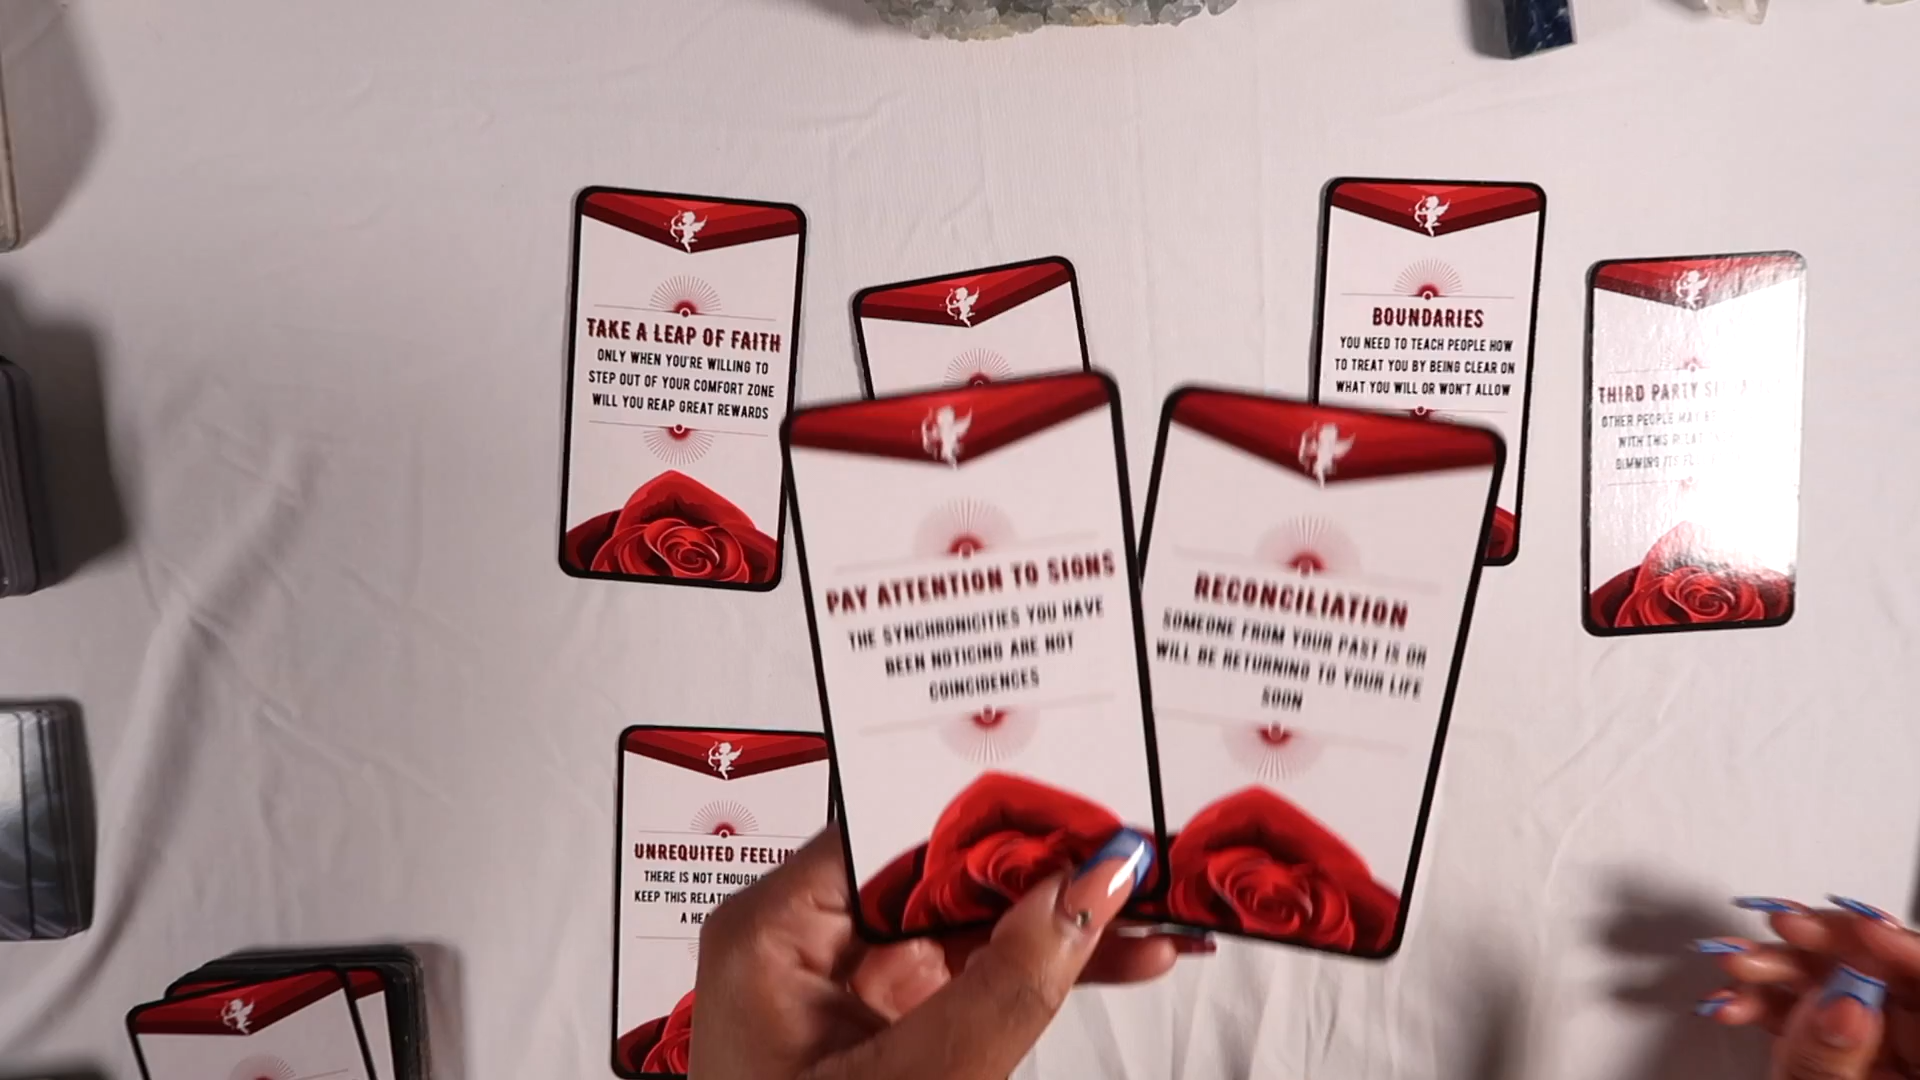 TAKE A LEAP OF FAITH
ONLY WHEN YOU'RE WILLING TO
STEP OUT OF YOUR COMFORT ZONE
WILL YOU REAP GREAT REWARDS
BOUNDARIES
YOU NEED TO TEACH PEOPLE HOW
TO TREAT YOU BY BEING CLEAR ON
WHAT YOU WILL OR WON'T ALLOW
THIRD PARTY
OTHER PEOPLE
WITH THIS
PAY ATTENTION TO SIGNS
THE SYNCHRONICITIES YOU HAVE
BEEN NOTICING ARE NOT
COINCIDENCES
RECONCILIATION
SOMEONE FROM YOUR PAST IS OR
WILL BE RETURNING TO YOUR LIFE
SOON
UNREQUITED
THERE IS NOT ENOUGH
KEEP THIS
A